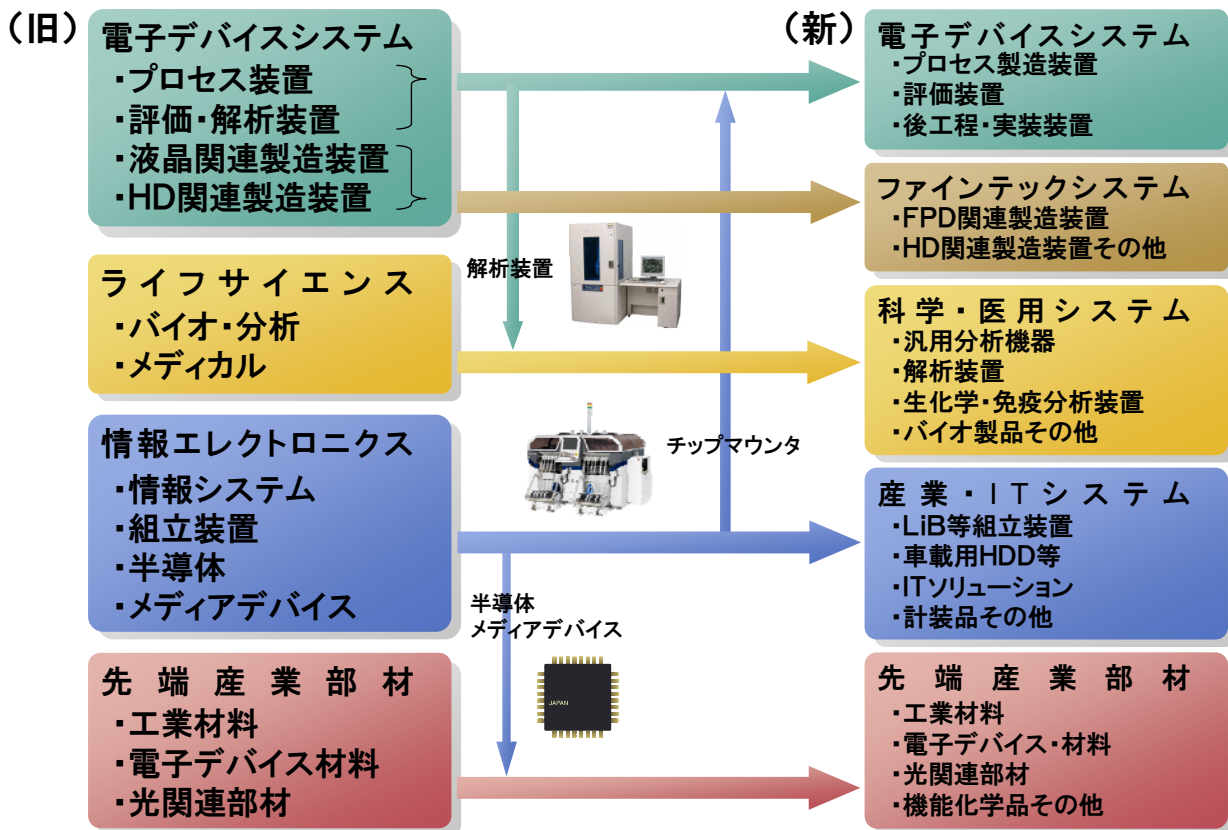 （旧）
電子デバイスシステム
・プロセス装置
・評価・解析装置
・液晶関連製造装置
・HD関連製造装置
ライフサイエンス
・バイオ・分析
・メディカル
情報エレクトロニクス
・情報システム
・組立装置
・半導体
・メディアデバイス
先端産業部材
・工業材料
・電子デバイス材料
・光関連部材
解析装置
チップマウンタ
半導体
メディアデバイス
JAPAN
（新）
電子デバイスシステム
・プロセス製造装置
・評価装置
・後工程・実装装置
ファインテックシステム
・FPD関連製造装置
・HD関連製造装置その他
科学・医用システム
・汎用分析機器
・解析装置
・生化学・免疫分析装置
・バイオ製品その他
産業・ITシステム
・LiB等組立装置
・車載用HDD等
・ITソリューション
・計装品その他
先端産業部材
・工業材料
・電子デバイス・材料
・光関連部材
・機能化学品その他